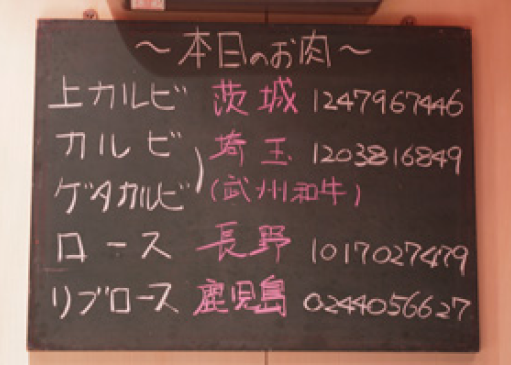 ～本日のお肉～
上カルビ 茨城 1247967446
カルビ 埼玉 1203816849
ゲタカルビ (武州和牛)
ロース 長野 1017027479
リブロース 鹿児島 0244056627